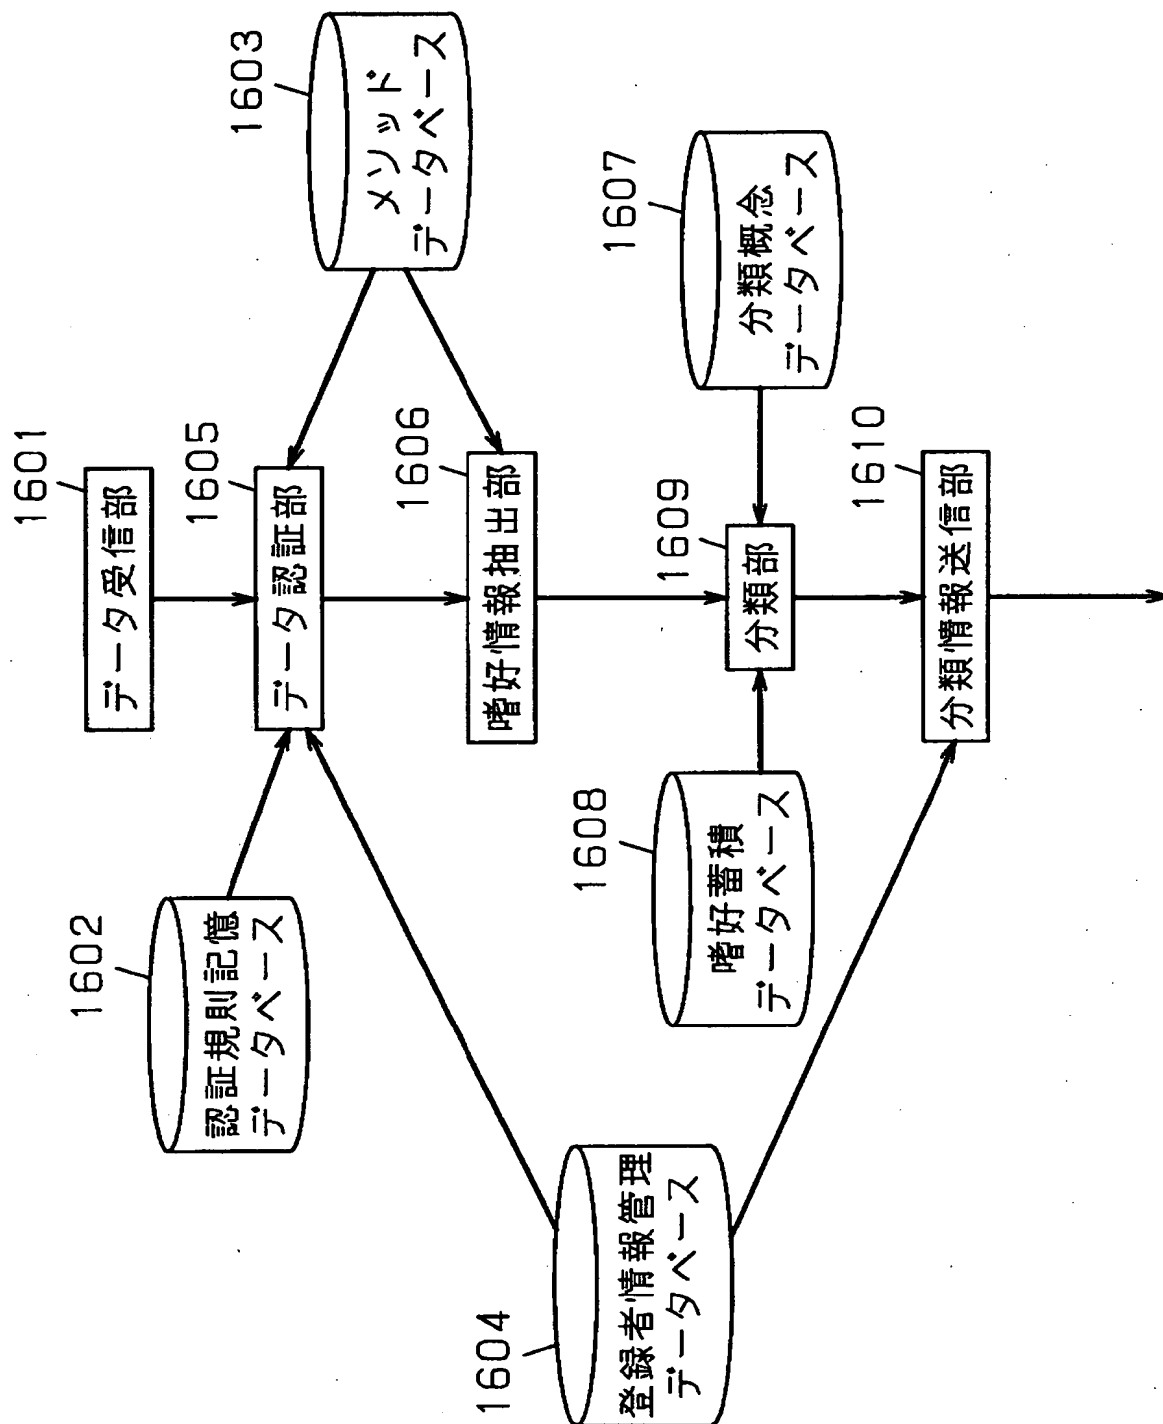 1601
データ受信部
1602
認証規則記憶
データベース
1603
メソッド
データベース
1604
登録者情報管理
データベース
1605
データ認証部
1606
嗜好情報抽出部
1607
分類概念
データベース
1608
嗜好蓄積
データベース
1609
分類部
1610
分類情報送信部